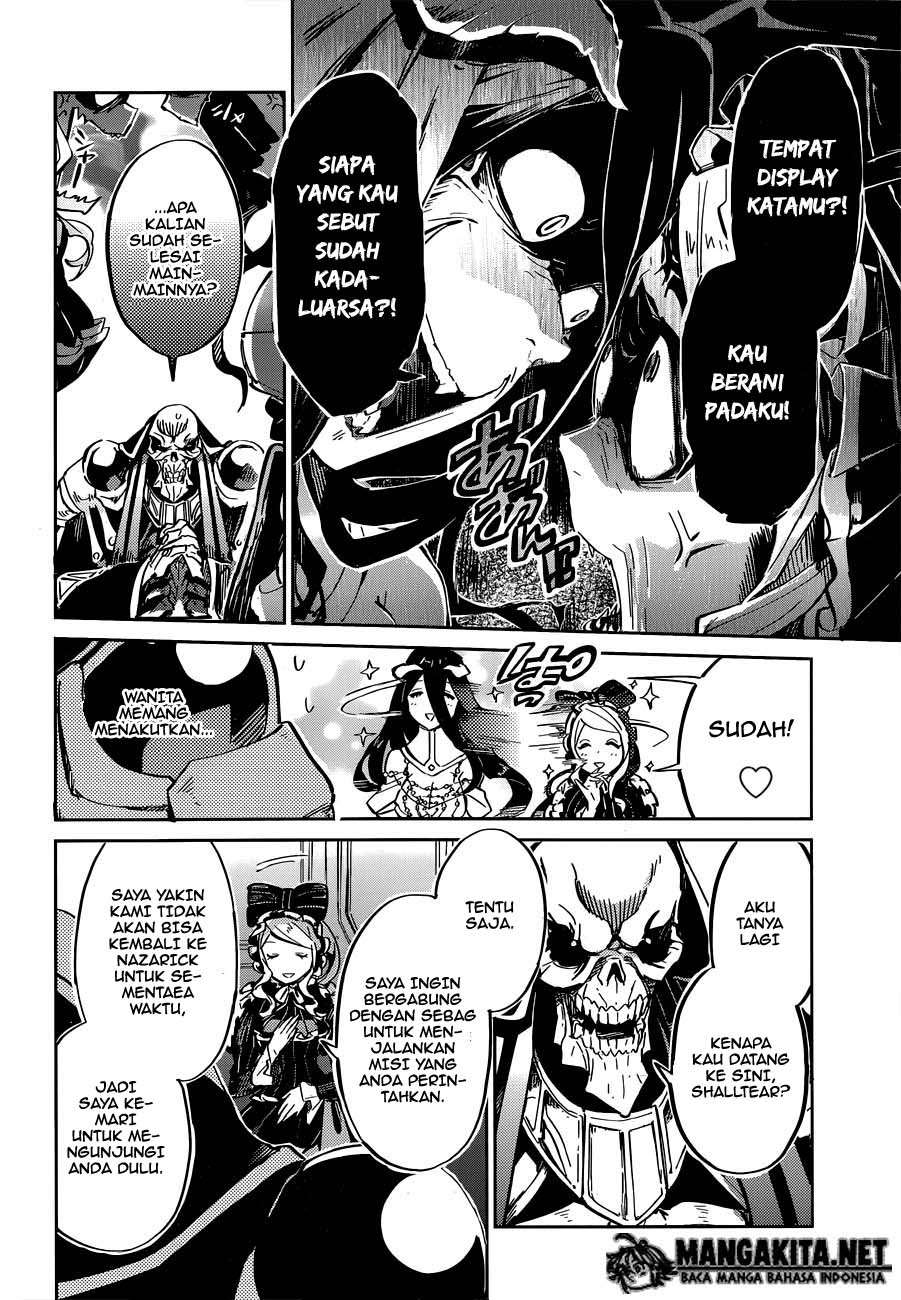 TEMPAT
DISPLAY
KATAMU?!
KAU
BERANI
PADAKU!
SIAPA
YANG KAU
SEBUT
SUDAH
KADA-
LUARSA?!
...APA
KALIAN
SUDAH SE-
LESAI
MAIN-
MAINNYA?
SUDAH!
♡
WANITA
MEMANG
MENAKUTKAN...
AKU
TANYA
LAGI
KENAPA
KAU DATANG
KE SINI,
SHALLTEAR?
TENTU
SAJA.
SAYA INGIN
BERGABUNG
DENGAN SEBAG
UNTUK MEN-
JALANKAN
MISI YANG
ANDA PERIN-
TAHKAN.
SAYA YAKIN
KAMI TIDAK
AKAN BISA
KEMBALI KE
NAZARICK
UNTUK SE-
MENTAEA
WAKTU,
JADI
SAYA KE-
MARI
UNTUK ME-
NGUNJUNGI
ANDA DULU.
MANGAKITA.NET
BACA MANGA BAHASA INDONESIA